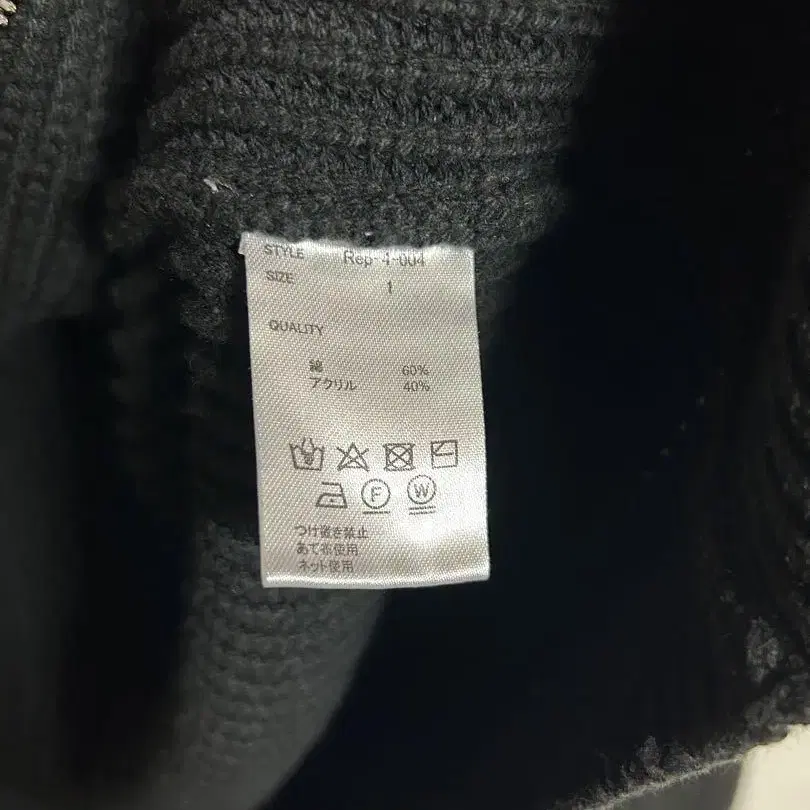 STYLE Rep-4-004
SIZE 1
QUALITY
綿 60%
アクリル 40%
F W
つけ置き禁止
あて布使用
ネット使用